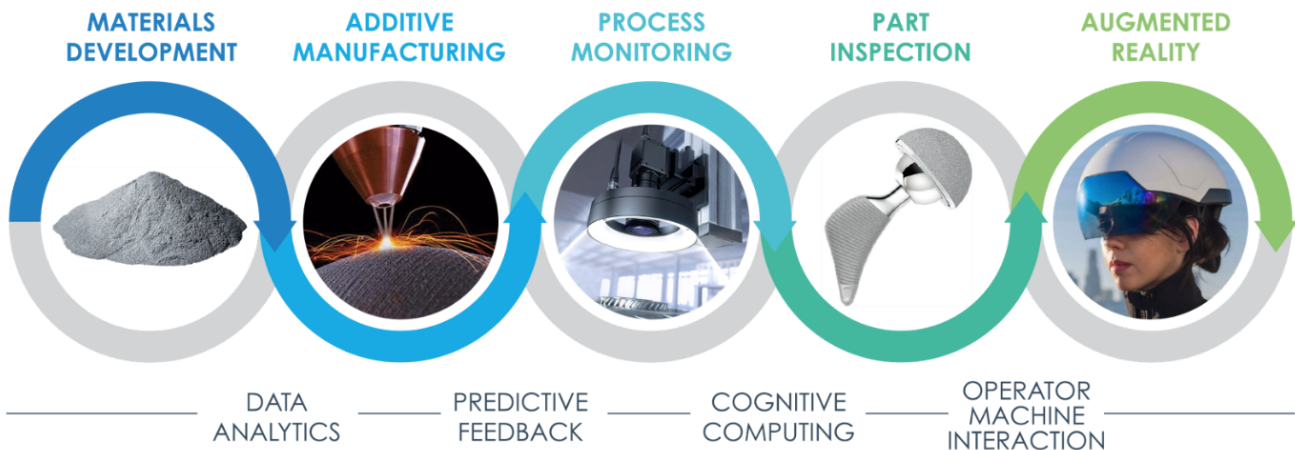 MATERIALS
DEVELOPMENT
ADDITIVE
MANUFACTURING
PROCESS
MONITORING
PART
INSPECTION
AUGMENTED
REALITY
DATA
ANALYTICS
PREDICTIVE
FEEDBACK
COGNITIVE
COMPUTING
OPERATOR
MACHINE
INTERACTION